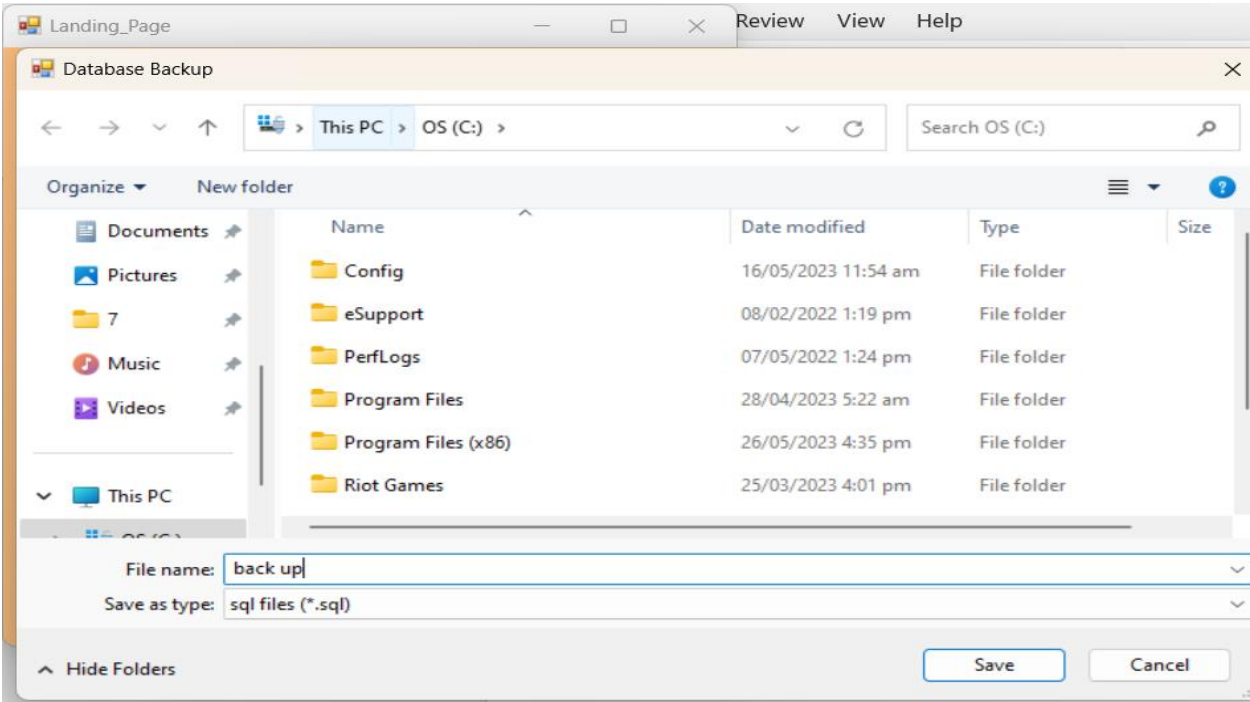 Landing_Page
Review View Help
Database Backup
This PC > OS (C:) >
Search OS (C:)
Organize New folder
Name Date modified Type Size
Documents
Pictures
7
Music
Videos
This PC
OS (C:)
Config 16/05/2023 11:54 am File folder
eSupport 08/02/2022 1:19 pm File folder
PerfLogs 07/05/2022 1:24 pm File folder
Program Files 28/04/2023 5:22 am File folder
Program Files (x86) 26/05/2023 4:35 pm File folder
Riot Games 25/03/2023 4:01 pm File folder
File name: back up
Save as type: sql files (*.sql)
Hide Folders
Save Cancel